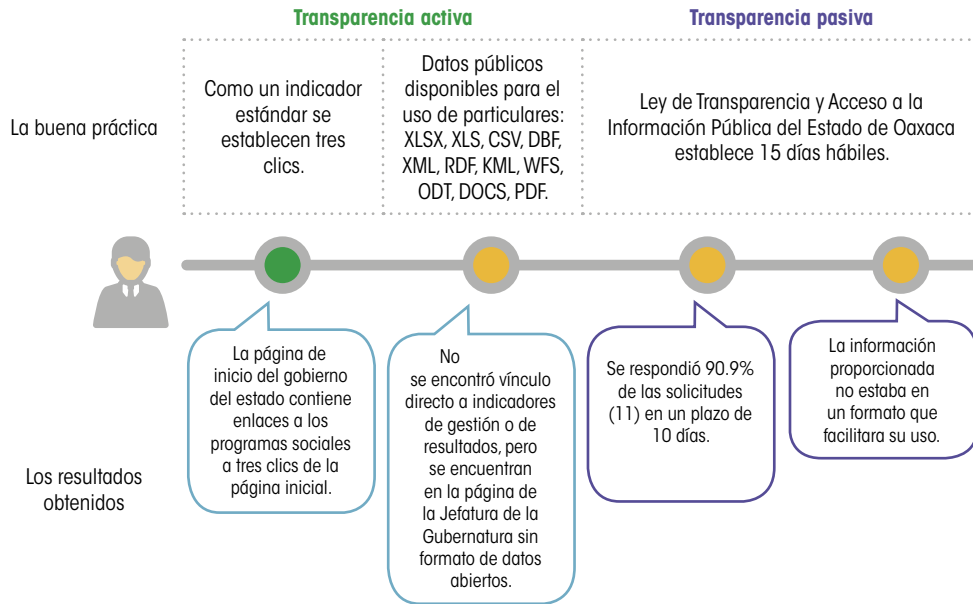 Transparencia activa
Transparencia pasiva
La buena práctica
Como un indicador
estándar se
establecen tres
clics.
Datos públicos
disponibles para el
uso de particulares:
XLSX, XLS, CSV, DBF,
XML, RDF, KML, WFS,
ODT, DOCS, PDF.
Ley de Transparencia y Acceso a la
Información Pública del Estado de Oaxaca
establece 15 días hábiles.
Los resultados
obtenidos
La página de
inicio del gobierno
del estado contiene
enlaces a los
programas sociales
a tres clics de la
página inicial.
No
se encontró vínculo
directo a indicadores
de gestión o de
resultados, pero
se encuentran
en la página de
la Jefatura de la
Gubernatura sin
formato de datos
abiertos.
Se respondió 90.9%
de las solicitudes
(11) en un plazo de
10 días.
La información
proporcionada
no estaba en
un formato que
facilitara su uso.